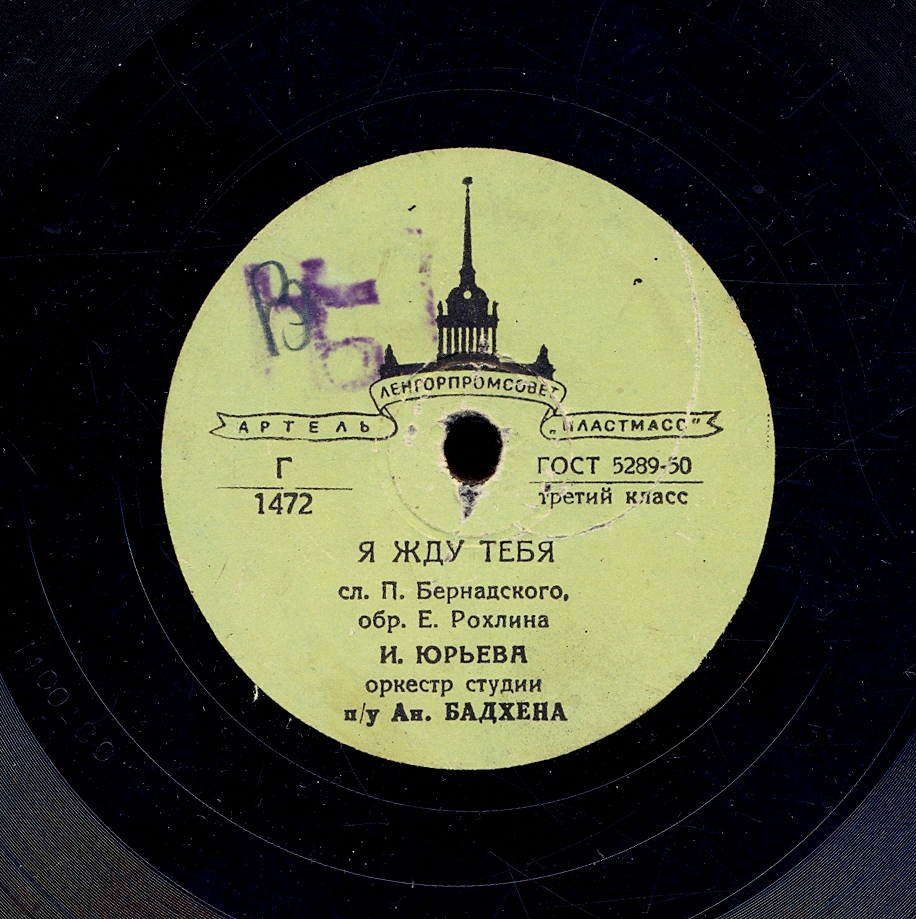 ЛЕНГОРПРОМСОВЕТ
АРТЕЛЬ „ПЛАСТМАСС"
Г
1472
ГОСТ 5289-50
третий класс
Я ЖДУ ТЕБЯ
сл. П. Бернадского,
обр. Е. Рохлина
И. ЮРЬЕВА
оркестр студии
п/у Ан. БАДХЕНА